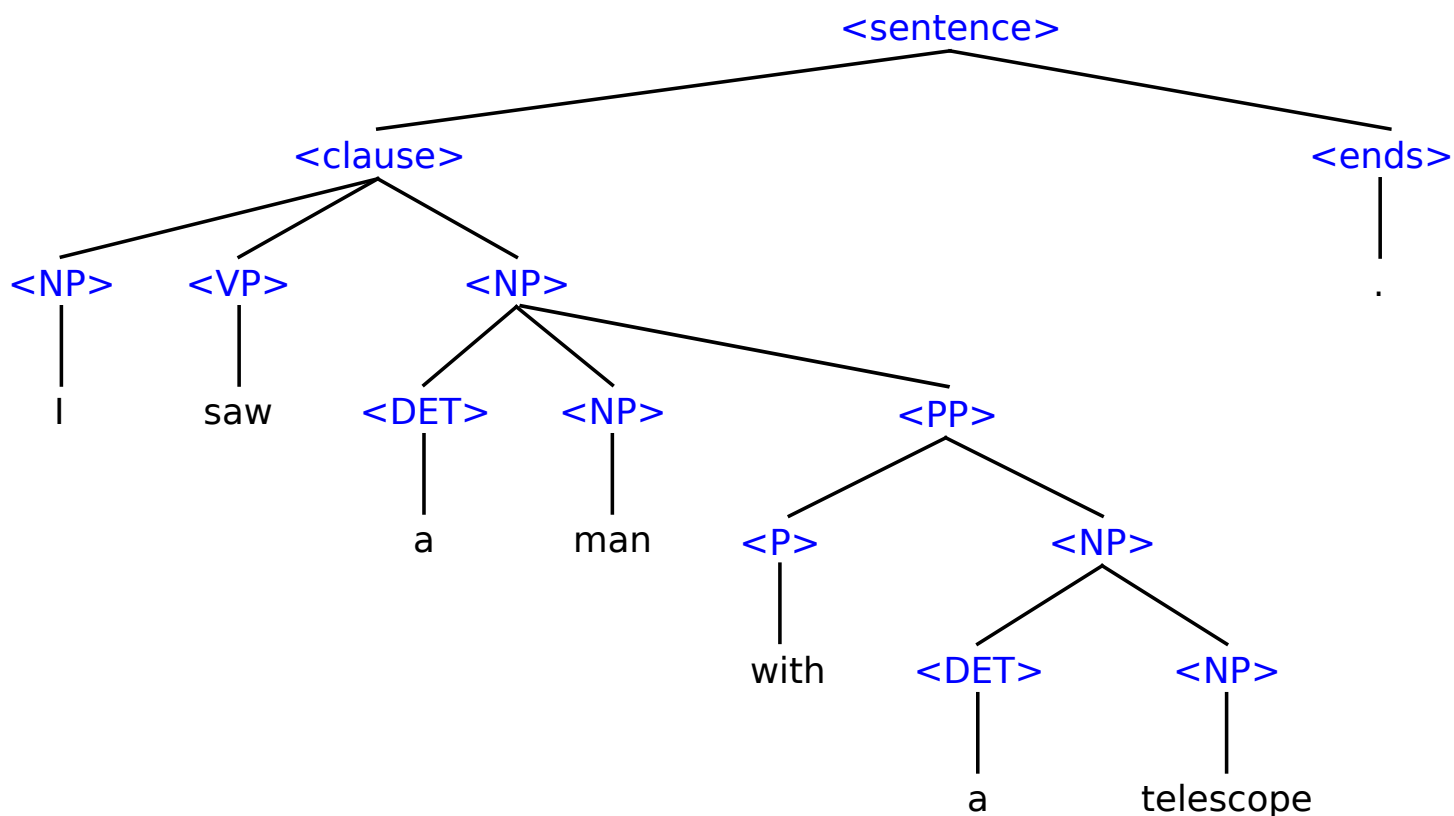 <sentence>
<clause> <ends>
<NP> <VP> <NP> .
I saw <DET> <NP> <PP>
a man <P> <NP>
with <DET> <NP>
a telescope